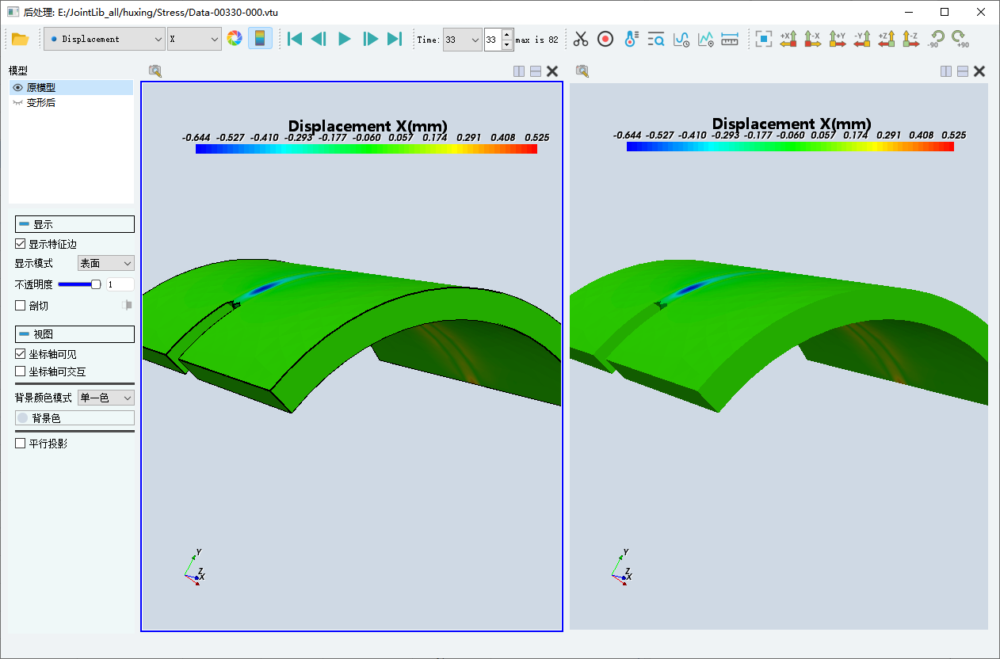 后处理: E:/JointLib_all/huxing/Stress/Data-00330-000.vtu
Displacement X Time: 33 33 max is 82 +X -X +Y -Y +Z -Z -90 +90
模型
原模型
变形后
显示
显示特征边
显示模式 表面
不透明度 1
剖切
视图
坐标轴可见
坐标轴可交互
背景颜色模式 单一色
背景色
平行投影
Displacement X(mm)
-0.644 -0.527 -0.410 -0.293 -0.177 -0.060 0.057 0.174 0.291 0.408 0.525
Y
Z
X
Displacement X(mm)
-0.644 -0.527 -0.410 -0.293 -0.177 -0.060 0.057 0.174 0.291 0.408 0.525
Y
Z
X